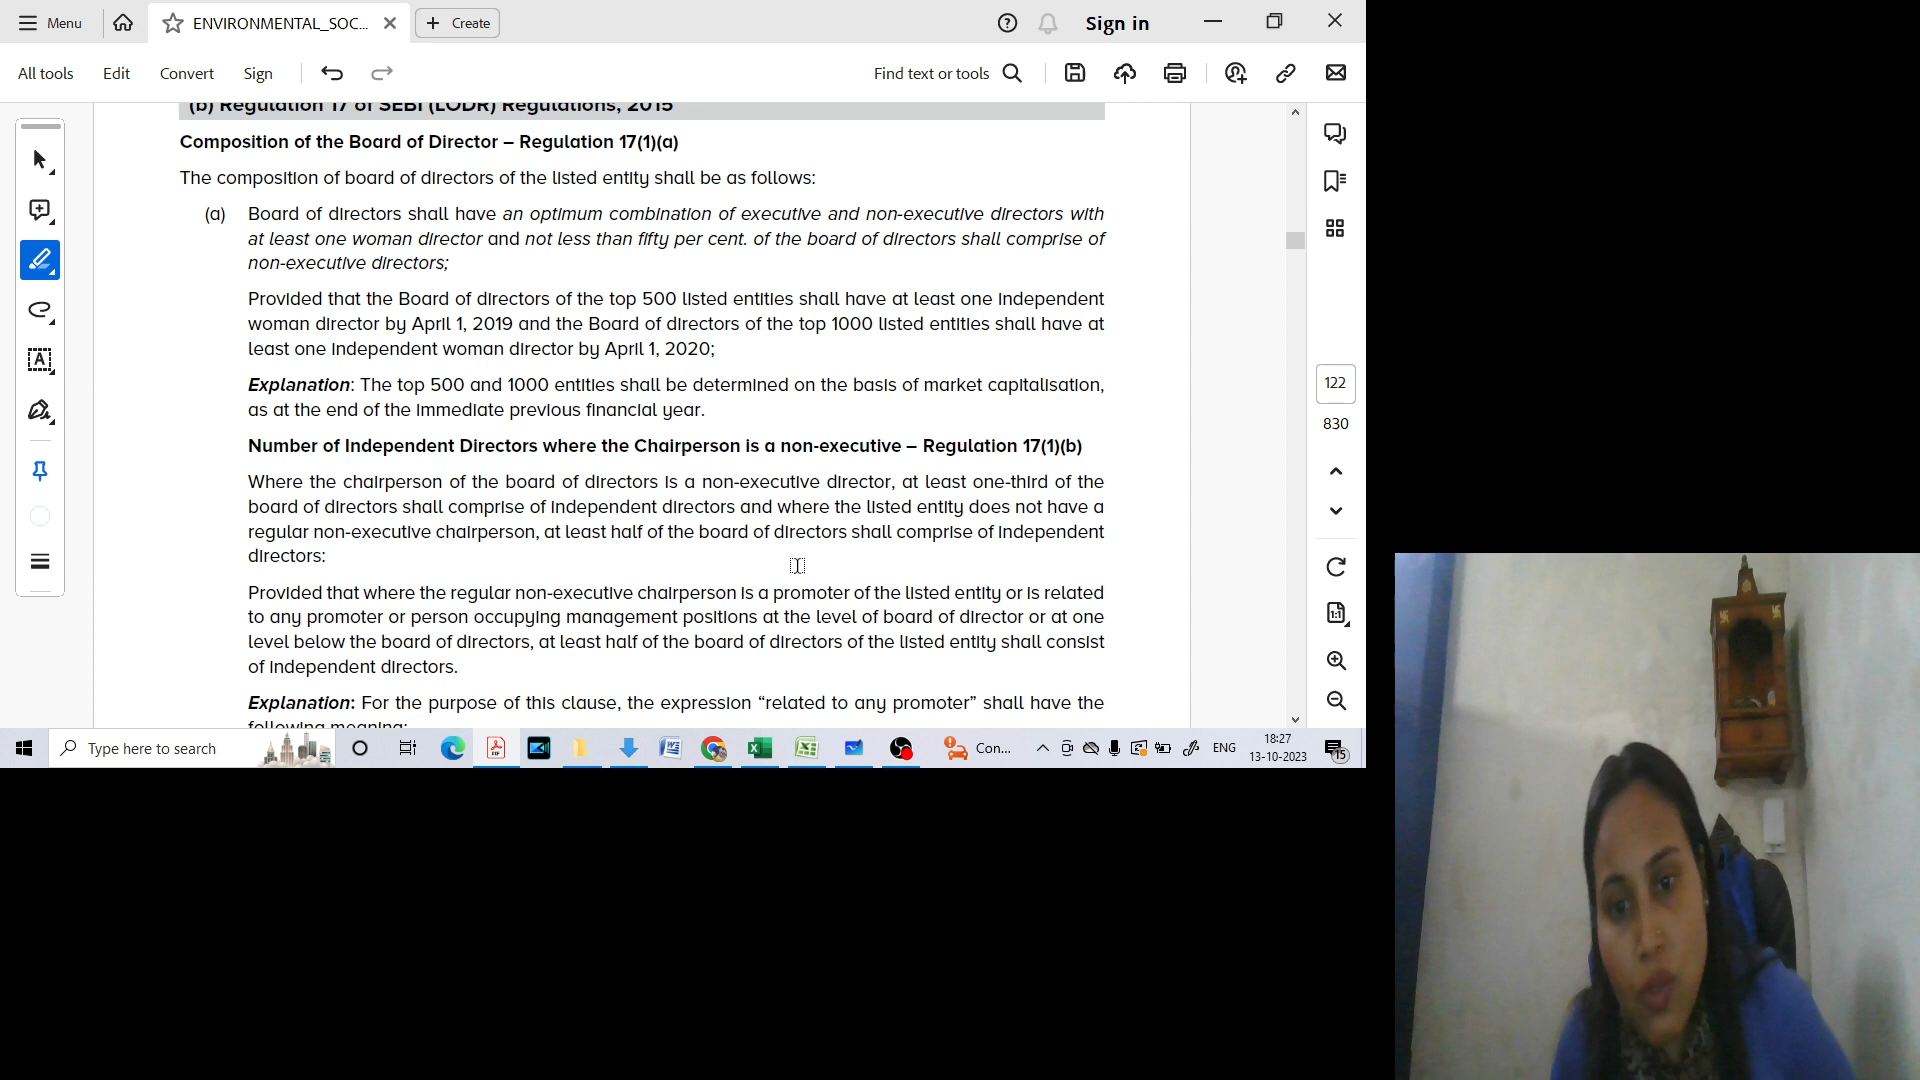 Menu
ENVIRONMENTAL_SOC...
Create
Sign in
All tools
Edit
Convert
Sign
Find text or tools
(b) Regulation 17 of SEBI (LODR) Regulations, 2015
Composition of the Board of Director – Regulation 17(1)(a)
The composition of board of directors of the listed entity shall be as follows:
(a) Board of directors shall have an optimum combination of executive and non-executive directors with
at least one woman director and not less than fifty per cent. of the board of directors shall comprise of
non-executive directors;
Provided that the Board of directors of the top 500 listed entities shall have at least one independent
woman director by April 1, 2019 and the Board of directors of the top 1000 listed entities shall have at
least one independent woman director by April 1, 2020;
Explanation: The top 500 and 1000 entities shall be determined on the basis of market capitalisation,
as at the end of the immediate previous financial year.
Number of Independent Directors where the Chairperson is a non-executive – Regulation 17(1)(b)
Where the chairperson of the board of directors is a non-executive director, at least one-third of the
board of directors shall comprise of independent directors and where the listed entity does not have a
regular non-executive chairperson, at least half of the board of directors shall comprise of independent
directors:
Provided that where the regular non-executive chairperson is a promoter of the listed entity or is related
to any promoter or person occupying management positions at the level of board of director or at one
level below the board of directors, at least half of the board of directors of the listed entity shall consist
of independent directors.
Explanation: For the purpose of this clause, the expression “related to any promoter” shall have the
following meaning:
122
830
1:1
Type here to search
Con...
ENG
18:27
13-10-2023
15